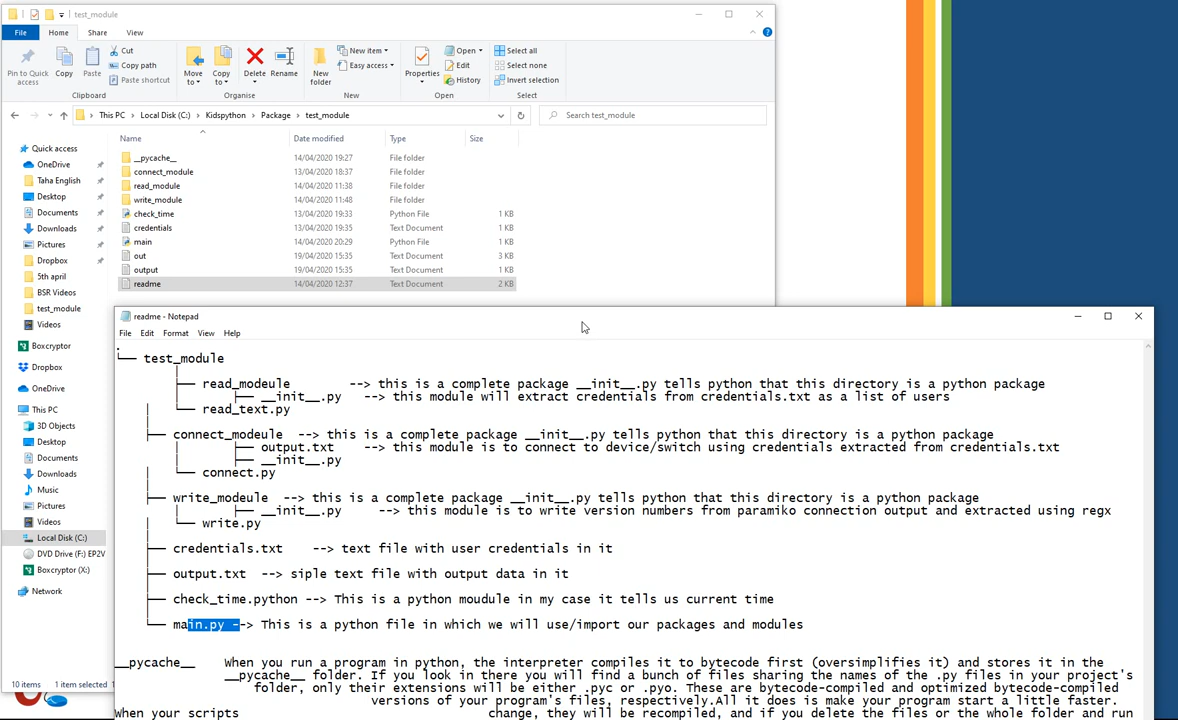 test_module
File Home Share View
Pin to Quick access
Copy
Paste
Cut
Copy path
Paste shortcut
Clipboard
Move to
Copy to
Delete
Rename
Organise
New folder
New item
Easy access
New
Properties
Open
Edit
History
Open
Select all
Select none
Invert selection
Select
This PC > Local Disk (C:) > Kidspython > Package > test_module
Search test_module
Name Date modified Type Size
__pycache__ 14/04/2020 19:27 File folder
connect_module 13/04/2020 18:37 File folder
read_module 14/04/2020 11:38 File folder
write_module 14/04/2020 11:48 File folder
check_time 13/04/2020 19:33 Python File 1 KB
credentials 13/04/2020 19:35 Text Document 1 KB
main 14/04/2020 20:29 Python File 1 KB
out 19/04/2020 15:35 Text Document 3 KB
output 19/04/2020 15:35 Text Document 1 KB
readme 14/04/2020 12:37 Text Document 2 KB
Quick access
OneDrive
Taha English
Desktop
Documents
Downloads
Pictures
Dropbox
5th april
BSR Videos
test_module
Videos
Boxcryptor
Dropbox
OneDrive
This PC
3D Objects
Desktop
Documents
Downloads
Music
Pictures
Videos
Local Disk (C:)
DVD Drive (F:) EP2V
Boxcryptor (X:)
Network
10 items 1 item selected
readme - Notepad
File Edit Format View Help
.
└── test_module
│
├── read_modeule --> this is a complete package __init__.py tells python that this directory is a python package
│ ├── __init__.py --> this module will extract credentials from credentials.txt as a list of users
│ └── read_text.py
├── connect_modeule --> this is a complete package __init__.py tells python that this directory is a python package
│ ├── output.txt --> this module is to connect to device/switch using credentials extracted from credentials.txt
│ ├── __init__.py
│ └── connect.py
├── write_modeule --> this is a complete package __init__.py tells python that this directory is a python package
│ ├── __init__.py --> this module is to write version numbers from paramiko connection output and extracted using regx
│ └── write.py
├── credentials.txt --> text file with user credentials in it
├── output.txt --> siple text file with output data in it
├── check_time.python --> This is a python moudule in my case it tells us current time
└── main.py --> This is a python file in which we will use/import our packages and modules
__pycache__ When you run a program in python, the interpreter compiles it to bytecode first (oversimplifies it) and stores it in the
__pycache__ folder. If you look in there you will find a bunch of files sharing the names of the .py files in your project's
folder, only their extensions will be either .pyc or .pyo. These are bytecode-compiled and optimized bytecode-compiled
versions of your program's files, respectively.All it does is make your program start a little faster.
When your scripts change, they will be recompiled, and if you delete the files or the whole folder and run